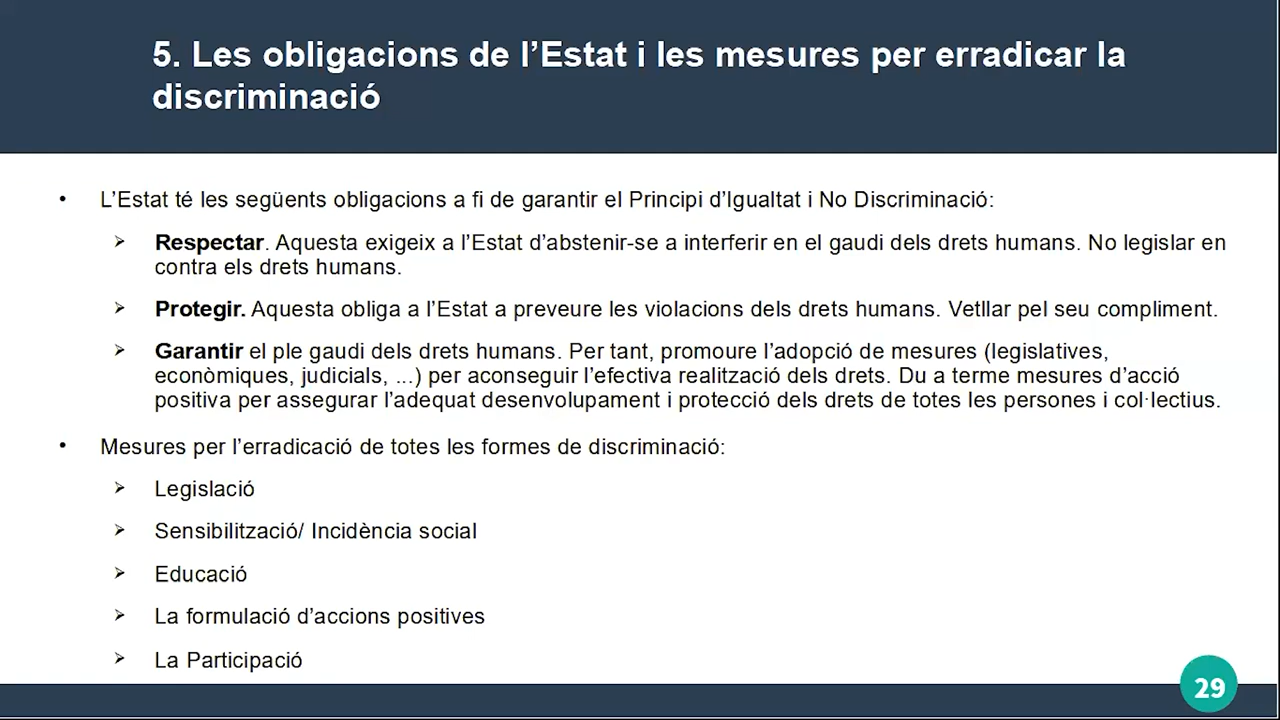 5. Les obligacions de l’Estat i les mesures per erradicar la
discriminació
• L’Estat té les següents obligacions a fi de garantir el Principi d’Igualtat i No Discriminació:
➢ Respectar. Aquesta exigeix a l’Estat d’abstenir-se a interferir en el gaudi dels drets humans. No legislar en
contra els drets humans.
➢ Protegir. Aquesta obliga a l’Estat a preveure les violacions dels drets humans. Vetllar pel seu compliment.
➢ Garantir el ple gaudi dels drets humans. Per tant, promoure l’adopció de mesures (legislatives,
econòmiques, judicials, ...) per aconseguir l’efectiva realització dels drets. Du a terme mesures d’acció
positiva per assegurar l’adequat desenvolupament i protecció dels drets de totes les persones i col·lectius.
• Mesures per l’erradicació de totes les formes de discriminació:
➢ Legislació
➢ Sensibilització/ Incidència social
➢ Educació
➢ La formulació d’accions positives
➢ La Participació
29